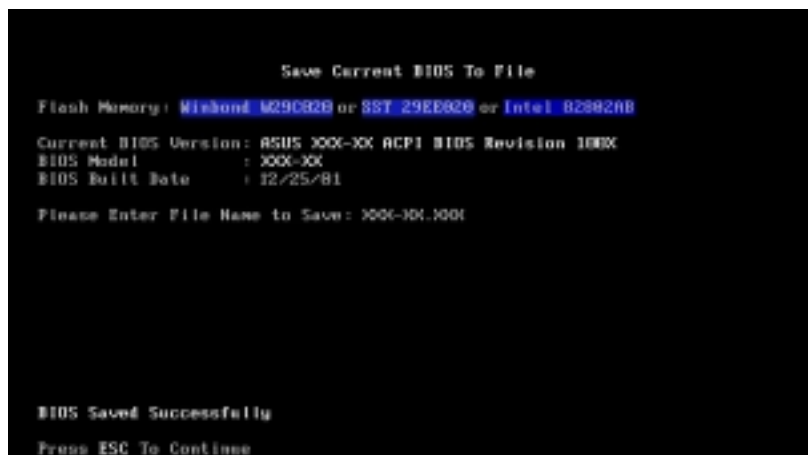 Save Current BIOS To File
Flash Memory: Winbond W29C020 or SST 29EE020 or Intel 82802AB
Current BIOS Version: ASUS XXX-XX ACPI BIOS Revision 100X
BIOS Model : XXX-XX
BIOS Built Date : 12/25/01
Please Enter File Name to Save: XXX-XX.XXX
BIOS Saved Successfully
Press ESC To Continue